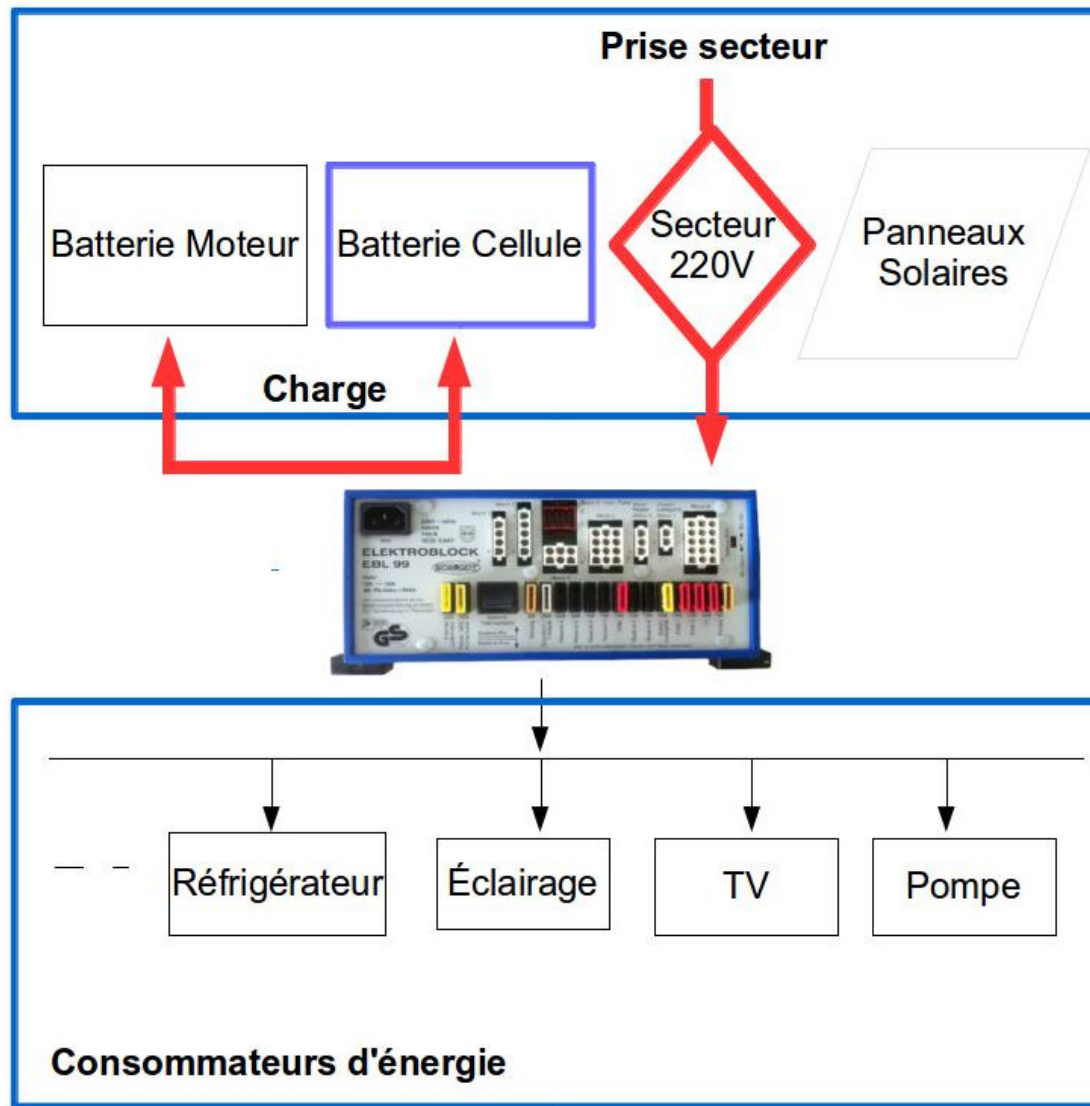 Prise secteur
Batterie Moteur
Batterie Cellule
Secteur
220V
Panneaux
Solaires
Charge
ELEKTROBLOCK
EBL 99
SCHAUDT
GS
Réfrigérateur
Éclairage
TV
Pompe
Consommateurs d'énergie